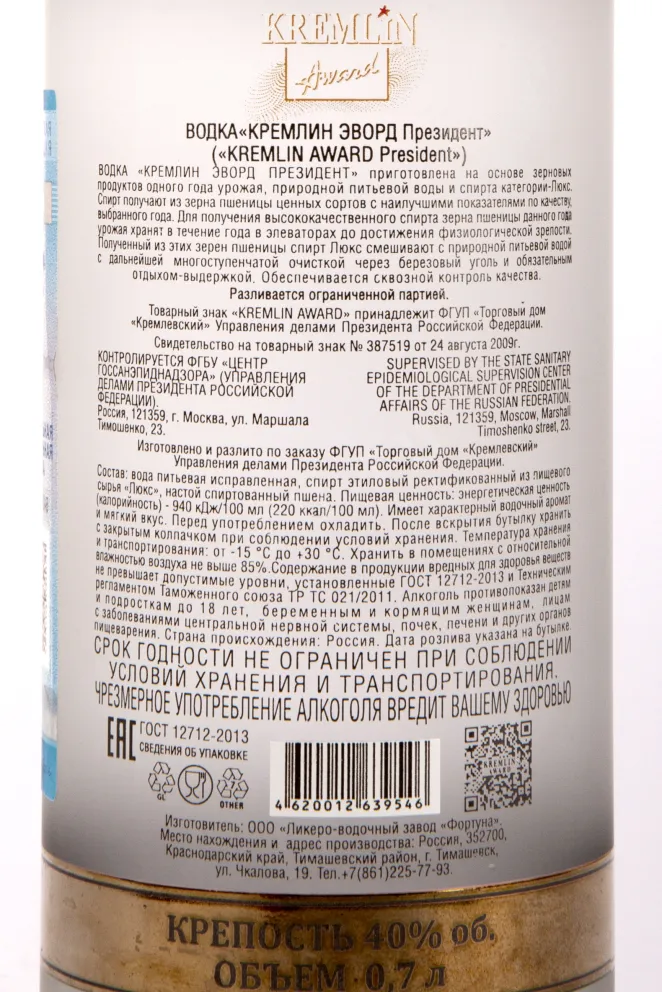 KREMLIN
Award
ВОДКА«КРЕМЛИН ЭВОРД Президент»
(«KREMLIN AWARD President»)
ВОДКА «КРЕМЛИН ЭВОРД ПРЕЗИДЕНТ» приготовлена на основе зерновых
продуктов одного года урожая, природной питьевой воды и спирта категории-Люкс.
Спирт получают из зерна пшеницы ценных сортов с наилучшими показателями по качеству,
выбранного года. Для получения высококачественного спирта зерна пшеницы данного года
урожая хранят в течение года в элеваторах до достижения физиологической зрелости.
Полученный из этих зерен пшеницы спирт Люкс смешивают с природной питьевой водой
с дальнейшей многоступенчатой очисткой через березовый уголь и обязательным
отдыхом-выдержкой. Обеспечивается сквозной контроль качества.
Разливается ограниченной партией.
Товарный знак «KREMLIN AWARD» принадлежит ФГУП «Торговый дом
«Кремлевский» Управления делами Президента Российской Федерации.
Свидетельство на товарный знак № 387519 от 24 августа 2009г.
КОНТРОЛИРУЕТСЯ ФГБУ «ЦЕНТР
ГОССАНЭПИДНАДЗОРА» (УПРАВЛЕНИЯ
ДЕЛАМИ ПРЕЗИДЕНТА РОССИЙСКОЙ
ФЕДЕРАЦИИ).
Россия, 121359, г. Москва, ул. Маршала
Тимошенко, 23.
SUPERVISED BY THE STATE SANITARY
EPIDEMIOLOGICAL SUPERVISION CENTER
OF THE DEPARTMENT OF PRESIDENTIAL
AFFAIRS OF THE RUSSIAN FEDERATION.
Russia, 121359, Moscow, Marshall
Timoshenko street, 23.
Изготовлено и разлито по заказу ФГУП «Торговый дом «Кремлевский»
Управления делами Президента Российской Федерации.
Состав: вода питьевая исправленная, спирт этиловый ректификованный из пищевого
сырья «Люкс», настой спиртованный пшена. Пищевая ценность: энергетическая ценность
(калорийность) - 940 кДж/100 мл (220 ккал/100 мл). Имеет характерный водочный аромат
и мягкий вкус. Перед употреблением охладить. После вскрытия бутылку хранить
с закрытым колпачком при соблюдении условий хранения. Температура хранения
и транспортирования: от -15 °С до +30 °С. Хранить в помещениях с относительной
влажностью воздуха не выше 85%.Содержание в продукции вредных для здоровья веществ
не превышает допустимые уровни, установленные ГОСТ 12712-2013 и Техническим
регламентом Таможенного союза ТР ТС 021/2011. Алкоголь противопоказан детям
и подросткам до 18 лет, беременным и кормящим женщинам, лицам
с заболеваниями центральной нервной системы, почек, печени и других органов
пищеварения. Страна происхождения: Россия. Дата розлива указана на бутылке.
СРОК ГОДНОСТИ НЕ ОГРАНИЧЕН ПРИ СОБЛЮДЕНИИ
УСЛОВИЙ ХРАНЕНИЯ И ТРАНСПОРТИРОВАНИЯ.
ЧРЕЗМЕРНОЕ УПОТРЕБЛЕНИЕ АЛКОГОЛЯ ВРЕДИТ ВАШЕМУ ЗДОРОВЬЮ
EAC
ГОСТ 12712-2013
СВЕДЕНИЯ ОБ УПАКОВКЕ
GL
OTHER
4620012639546
KREMLIN
AWARD
Изготовитель: ООО «Ликеро-водочный завод «Фортуна».
Место нахождения и адрес производства: Россия, 352700,
Краснодарский край, Тимашевский район, г. Тимашевск,
ул. Чкалова, 19. Тел.+7(861)225-77-93.
КРЕПОСТЬ 40% об.
ОБЪЕМ 0,7 л